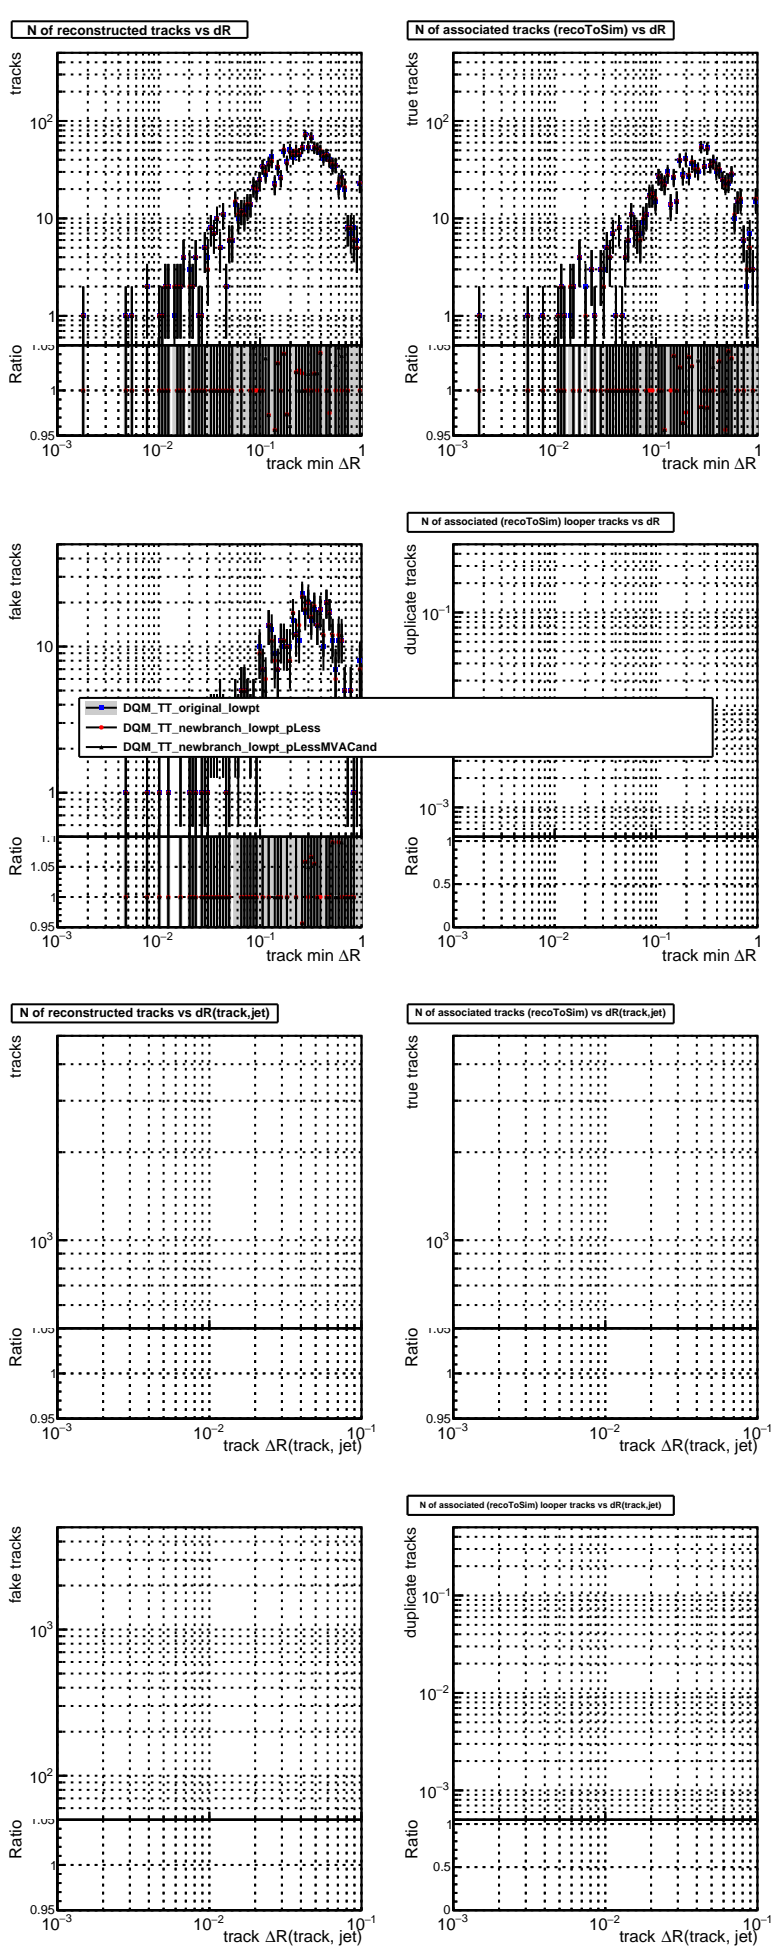 N of reconstructed tracks vs dR
tracks
10²
10
1
Ratio
1.05
1
0.95
10⁻³
10⁻²
10⁻¹
1
track min ΔR
N of associated tracks (recoToSim) vs dR
true tracks
10²
10
1
Ratio
1.05
1
0.95
10⁻³
10⁻²
10⁻¹
1
track min ΔR
fake tracks
10
1
Ratio
1.1
1.05
1
0.95
10⁻³
10⁻²
10⁻¹
1
track min ΔR
N of associated (recoToSim) looper tracks vs dR
duplicate tracks
10⁻¹
10⁻³
Ratio
1
0.5
0
10⁻³
10⁻²
10⁻¹
1
track min ΔR
DQM_TT_original_lowpt
DQM_TT_newbranch_lowpt_pLess
DQM_TT_newbranch_lowpt_pLessMVACand
N of reconstructed tracks vs dR(track,jet)
tracks
10³
Ratio
1.05
1
0.95
10⁻³
10⁻²
10⁻¹
track ΔR(track, jet)
N of associated tracks (recoToSim) vs dR(track,jet)
true tracks
10³
Ratio
1.05
1
0.95
10⁻³
10⁻²
10⁻¹
track ΔR(track, jet)
fake tracks
10³
10²
Ratio
1.05
1
0.95
10⁻³
10⁻²
10⁻¹
track ΔR(track, jet)
N of associated (recoToSim) looper tracks vs dR(track,jet)
duplicate tracks
10⁻¹
10⁻²
10⁻³
Ratio
1
0.5
0
10⁻³
10⁻²
10⁻¹
track ΔR(track, jet)